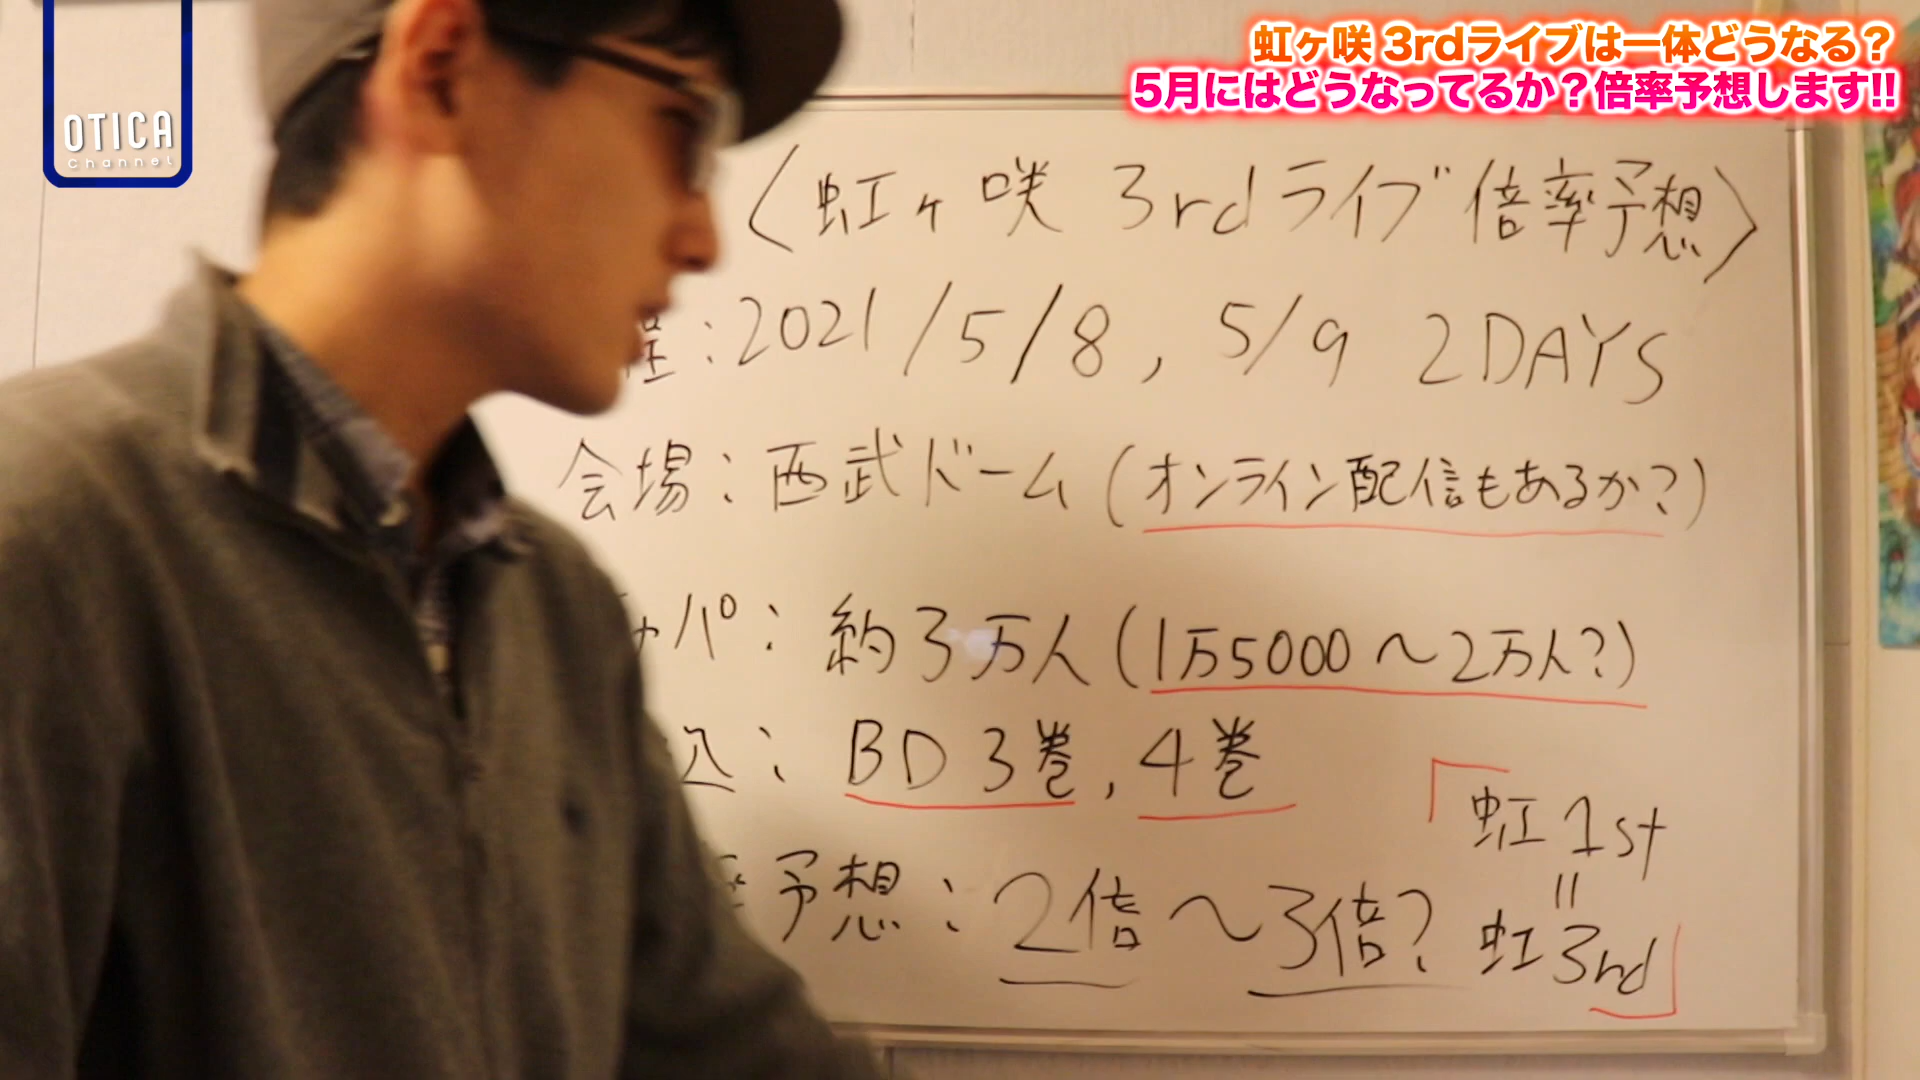 OTICA
Channel
虹ヶ咲 3rdライブは一体どうなる？
5月にはどうなってるか？倍率予想します!!
〈虹ヶ咲 3rdライブ倍率予想〉
催：2021/5/8, 5/9 2DAYS
会場：西武ドーム(オンライン配信もあるか?)
ャパ：約3万人(1万5000〜2万人?)
込：BD3巻, 4巻
率予想：2倍〜3倍?
「虹1st
=
虹3rd」